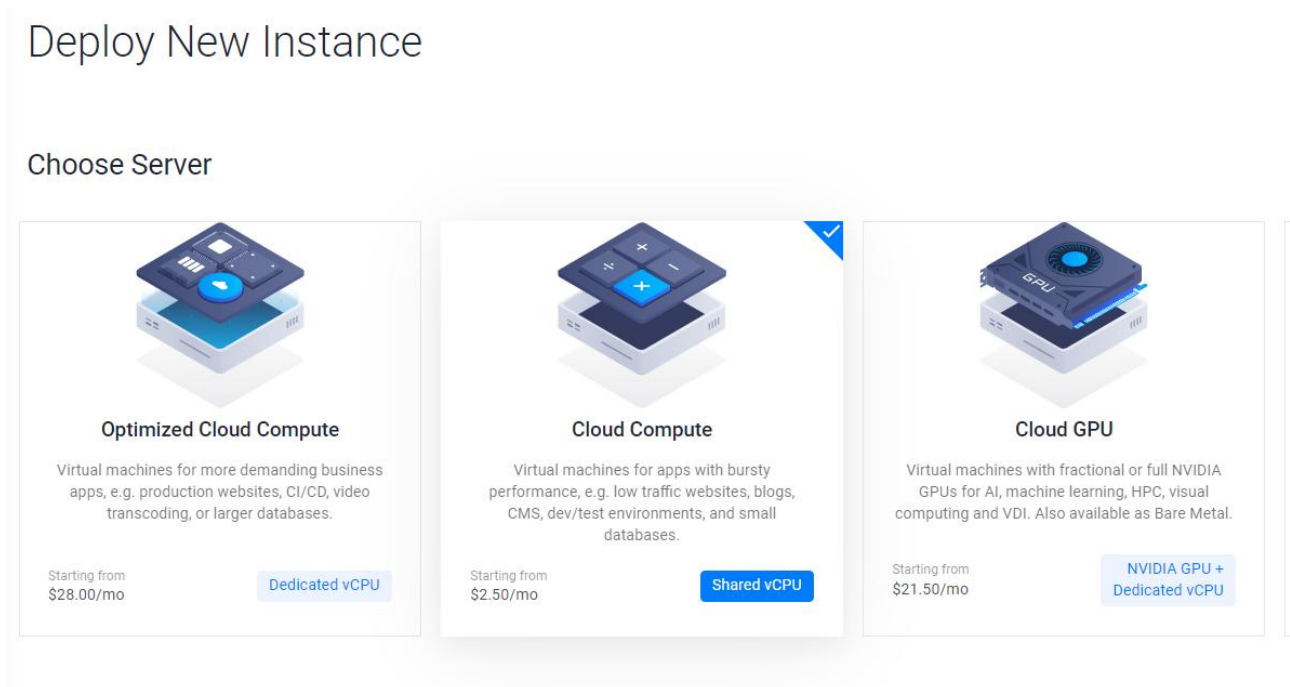 Deploy New Instance
Choose Server
GPU
Optimized Cloud Compute
Virtual machines for more demanding business
apps, e.g. production websites, CI/CD, video
transcoding, or larger databases.
Starting from
$28.00/mo
Dedicated vCPU
Cloud Compute
Virtual machines for apps with bursty
performance, e.g. low traffic websites, blogs,
CMS, dev/test environments, and small
databases.
Starting from
$2.50/mo
Shared vCPU
Cloud GPU
Virtual machines with fractional or full NVIDIA
GPUs for AI, machine learning, HPC, visual
computing and VDI. Also available as Bare Metal.
Starting from
$21.50/mo
NVIDIA GPU +
Dedicated vCPU